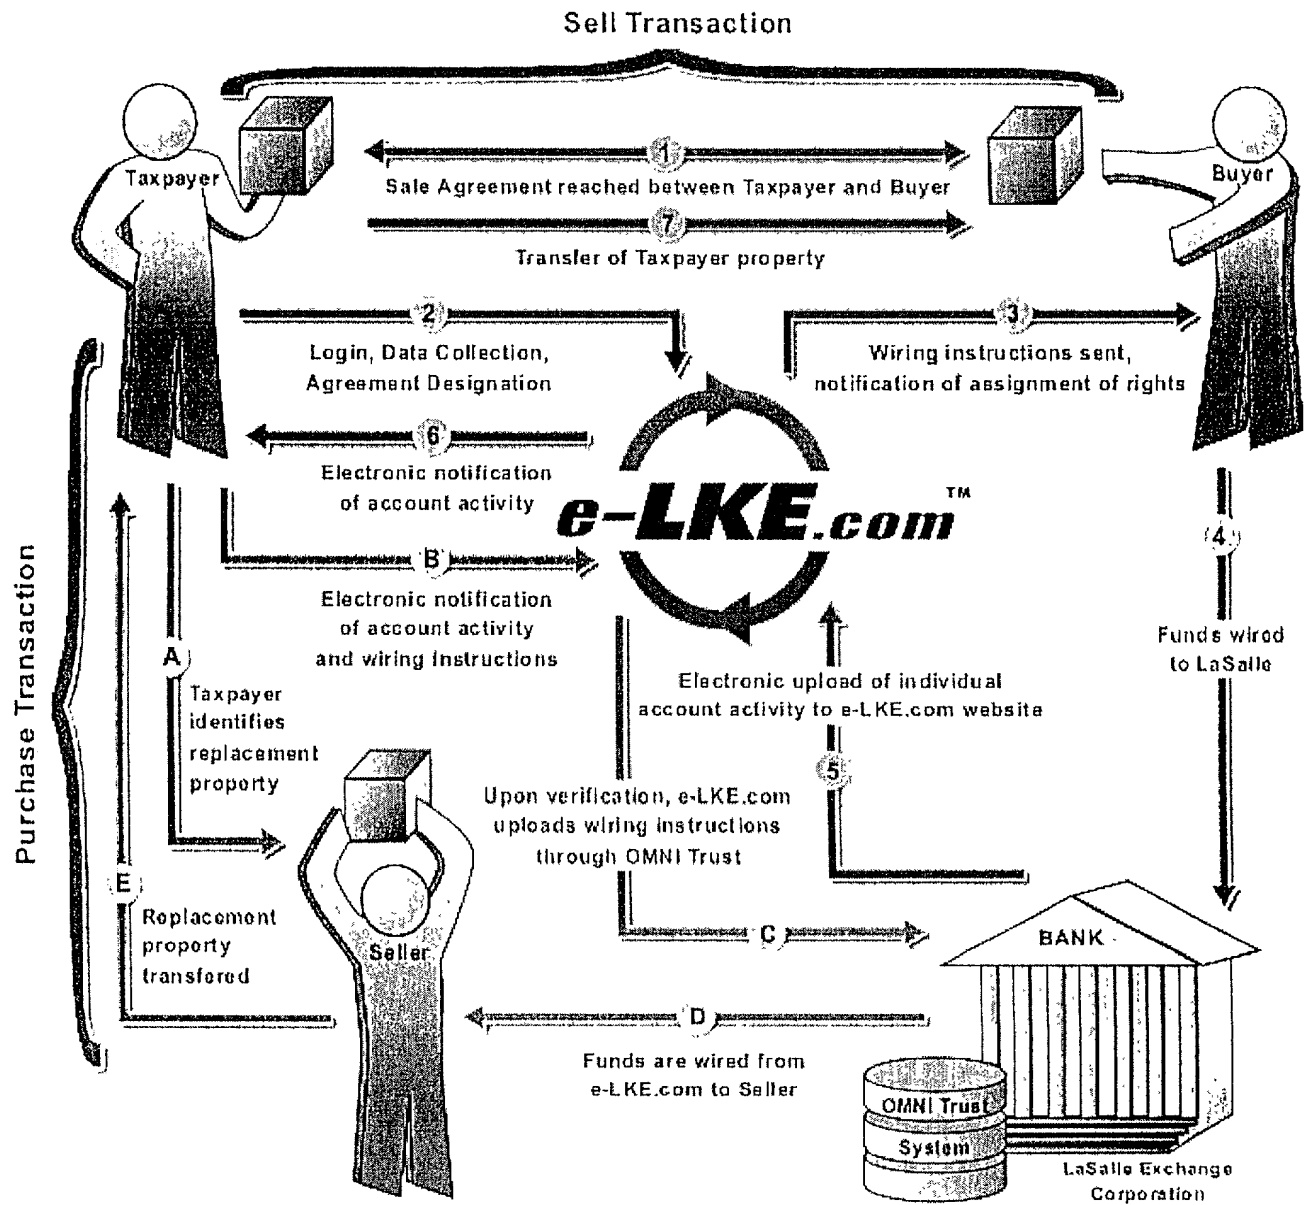 Sell Transaction
Taxpayer
Buyer
1
Sale Agreement reached between Taxpayer and Buyer
7
Transfer of Taxpayer property
2
Login, Data Collection,
Agreement Designation
3
Wiring instructions sent,
notification of assignment of rights
6
Electronic notification
of account activity
e-LKE.com™
B
Electronic notification
of account activity
and wiring instructions
4
Funds wired
to LaSalle
Purchase Transaction
A
Taxpayer
identifies
replacement
property
Electronic upload of individual
account activity to e-LKE.com website
5
Upon verification, e-LKE.com
uploads wiring instructions
through OMNI Trust
E
Replacement
property
transfered
Seller
C
BANK
D
Funds are wired from
e-LKE.com to Seller
OMNI Trust
System
LaSalle Exchange
Corporation